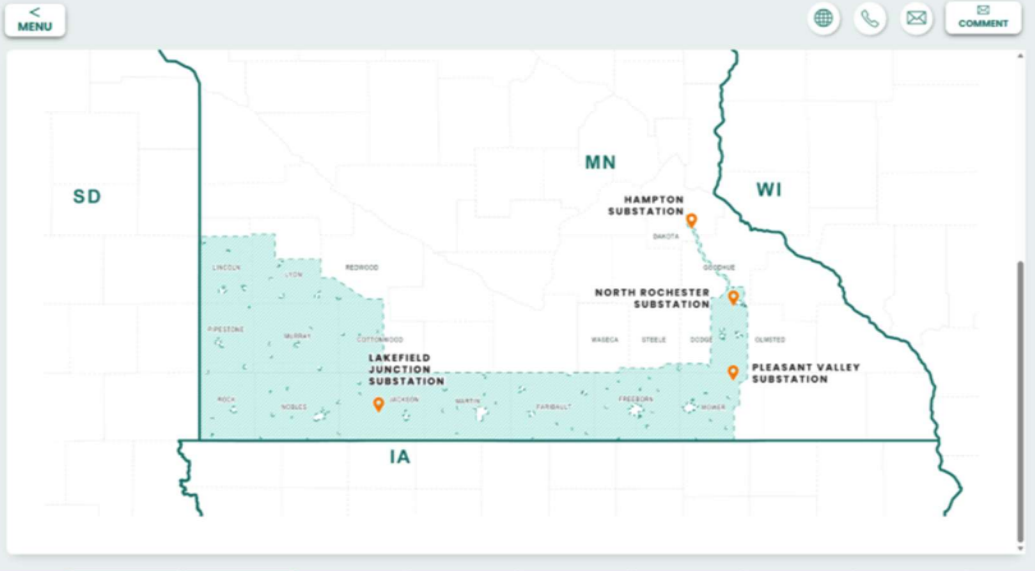 <
MENU
COMMENT
MN
SD
WI
HAMPTON
SUBSTATION
DAKOTA
LINCOLN
LYON
REDWOOD
GOODHUE
NORTH ROCHESTER
SUBSTATION
PIPESTONE
MURRAY
COTTONWOOD
WASECA
STEELE
DODGE
OLMSTED
LAKEFIELD
JUNCTION
SUBSTATION
PLEASANT VALLEY
SUBSTATION
ROCK
NOBLES
JACKSON
MARTIN
FARIBAULT
FREEBORN
MOWER
IA